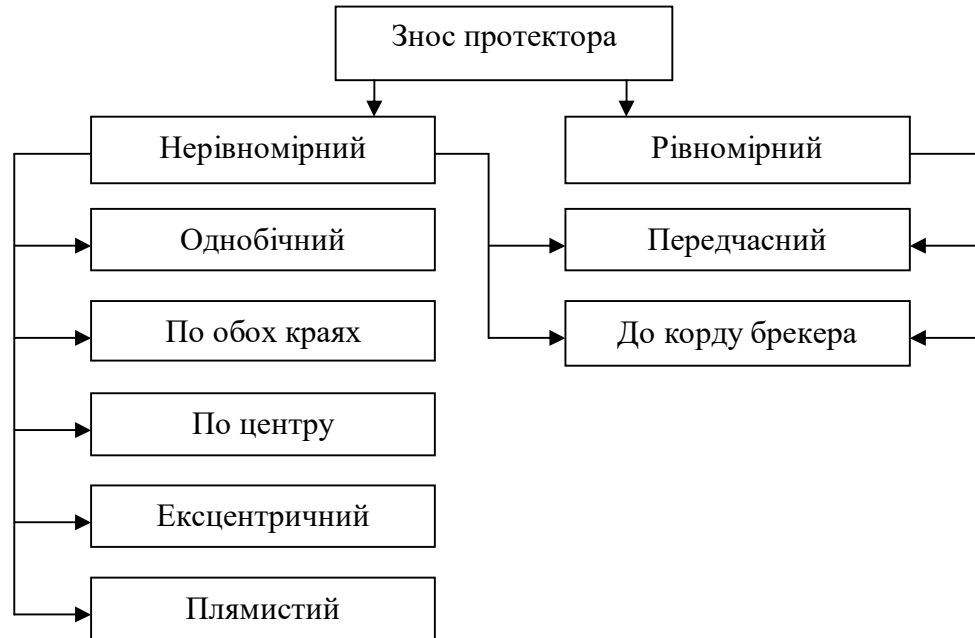 Знос протектора
Нерівномірний
Рівномірний
Однобічний
Передчасний
По обох краях
До корду брекера
По центру
Ексцентричний
Плямистий